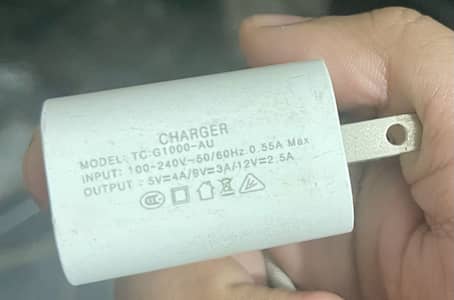 CHARGER
MODEL: TC-G1000-AU
INPUT: 100-240V~50/60Hz 0.55A Max
OUTPUT : 5V=4A/9V=3A/12V=2.5A